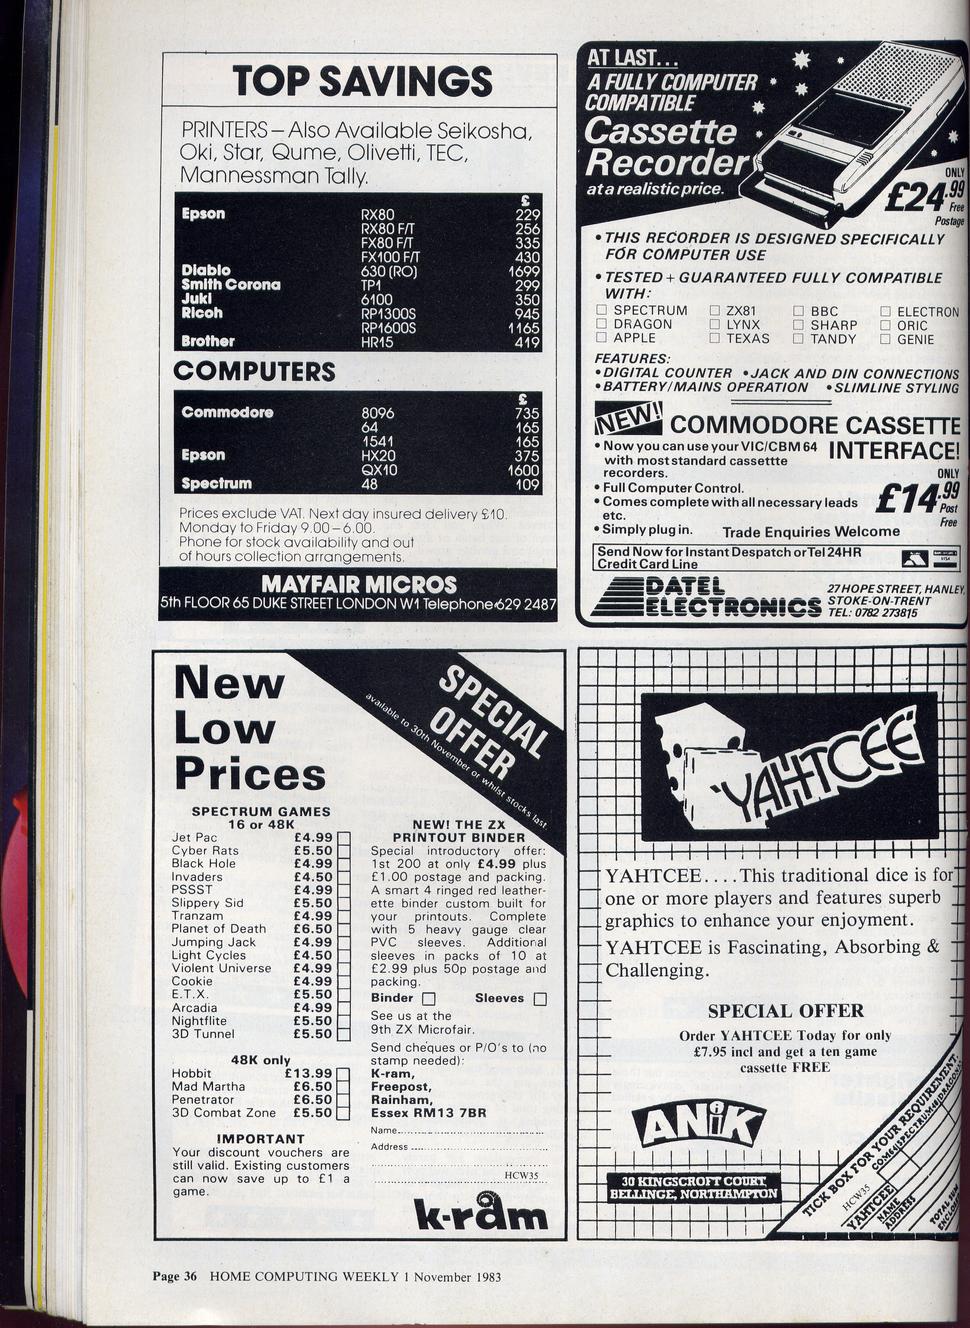 TOP SAVINGS
PRINTERS – Also Available Seikosha,
Oki, Star, Qume, Olivetti, TEC,
Mannessman Tally.
£
Epson RX80 229
RX80 F/T 256
FX80 F/T 335
FX100 F/T 430
Diablo 630 (RO) 1699
Smith Corona TP1 299
Juki 6100 350
Ricoh RP1300S 945
RP1600S 1165
Brother HR15 419
COMPUTERS
£
Commodore 8096 735
64 165
1541 165
Epson HX20 375
QX10 1600
Spectrum 48 109
Prices exclude VAT. Next day insured delivery £10.
Monday to Friday 9.00 – 6.00.
Phone for stock availability and out
of hours collection arrangements.
MAYFAIR MICROS
5th FLOOR 65 DUKE STREET LONDON W1 Telephone 629 2487
AT LAST...
A FULLY COMPUTER
COMPATIBLE
Cassette
Recorder
at a realistic price.
ONLY
£24.99
Free
Postage
• THIS RECORDER IS DESIGNED SPECIFICALLY
FOR COMPUTER USE
• TESTED + GUARANTEED FULLY COMPATIBLE
WITH:
☐ SPECTRUM ☐ ZX81 ☐ BBC ☐ ELECTRON
☐ DRAGON ☐ LYNX ☐ SHARP ☐ ORIC
☐ APPLE ☐ TEXAS ☐ TANDY ☐ GENIE
FEATURES:
• DIGITAL COUNTER • JACK AND DIN CONNECTIONS
• BATTERY/MAINS OPERATION • SLIMLINE STYLING
NEW!! COMMODORE CASSETTE
INTERFACE!
• Now you can use your VIC/CBM 64
with most standard cassettte
recorders.
• Full Computer Control.
• Comes complete with all necessary leads
etc.
• Simply plug in. Trade Enquiries Welcome
ONLY
£14.99
Post
Free
Send Now for Instant Despatch or Tel 24HR
Credit Card Line
DATEL
ELECTRONICS
27 HOPE STREET, HANLEY,
STOKE-ON-TRENT
TEL: 0782 273815
New
Low
Prices
SPECIAL
OFFER
available to 30th November or whilst stocks last
SPECTRUM GAMES
16 or 48K
Jet Pac £4.99
Cyber Rats £5.50
Black Hole £4.99
Invaders £4.50
PSSST £4.99
Slippery Sid £5.50
Tranzam £4.99
Planet of Death £6.50
Jumping Jack £4.99
Light Cycles £4.50
Violent Universe £4.99
Cookie £4.99
E.T.X. £5.50
Arcadia £4.99
Nightflite £5.50
3D Tunnel £5.50
48K only
Hobbit £13.99
Mad Martha £6.50
Penetrator £6.50
3D Combat Zone £5.50
IMPORTANT
Your discount vouchers are
still valid. Existing customers
can now save up to £1 a
game.
NEW! THE ZX
PRINTOUT BINDER
Special introductory offer:
1st 200 at only £4.99 plus
£1.00 postage and packing.
A smart 4 ringed red leather-
ette binder custom built for
your printouts. Complete
with 5 heavy gauge clear
PVC sleeves. Additional
sleeves in packs of 10 at
£2.99 plus 50p postage and
packing.
Binder ☐ Sleeves ☐
See us at the
9th ZX Microfair.
Send cheques or P/O's to (no
stamp needed):
K-ram,
Freepost,
Rainham,
Essex RM13 7BR
Name
Address
HCW35
k-ram
YAHTCEE
YAHTCEE....This traditional dice is for
one or more players and features superb
graphics to enhance your enjoyment.
YAHTCEE is Fascinating, Absorbing &
Challenging.
SPECIAL OFFER
Order YAHTCEE Today for only
£7.95 incl and get a ten game
cassette FREE
ANiK
30 KINGSCROFT COURT,
BELLINGE, NORTHAMPTON
TICK BOX FOR YOUR REQUIREMENT.
COM64 SPECTRUM48 DRAGON
HCW35
YAHTCEE
NAME
ADDRESS
TOTAL SUM
Page 36 HOME COMPUTING WEEKLY 1 November 1983